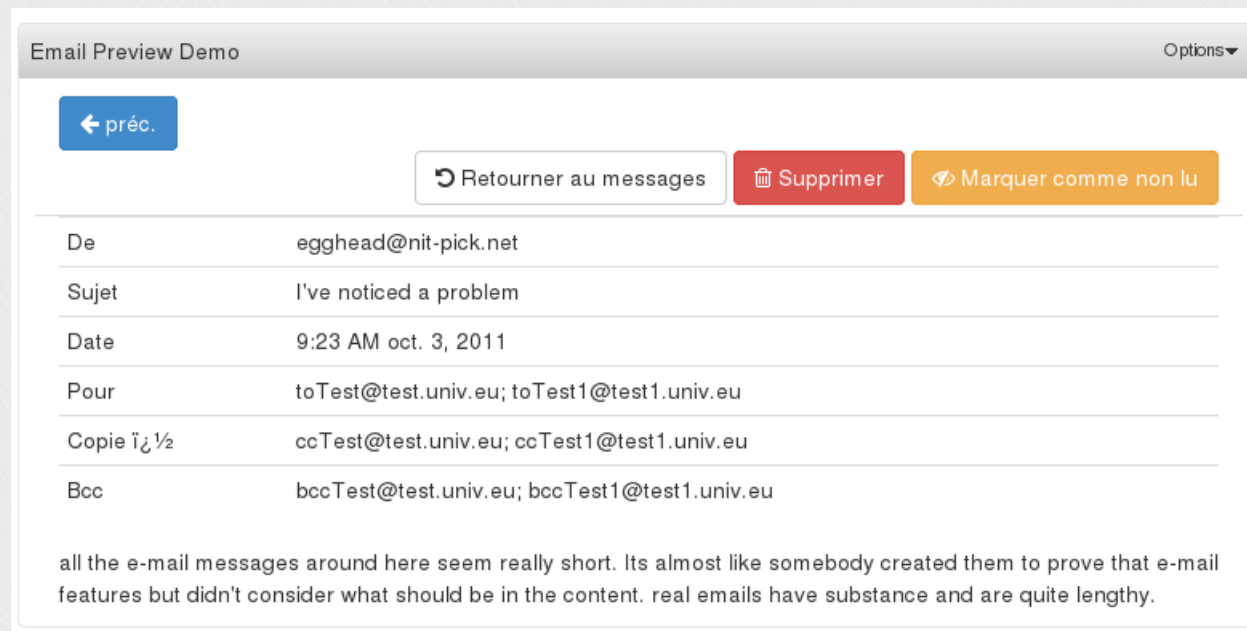 Email Preview Demo Options
préc.
Retourner au messages Supprimer Marquer comme non lu
De egghead@nit-pick.net
Sujet I've noticed a problem
Date 9:23 AM oct. 3, 2011
Pour toTest@test.univ.eu; toTest1@test1.univ.eu
Copie ï¿½ ccTest@test.univ.eu; ccTest1@test1.univ.eu
Bcc bccTest@test.univ.eu; bccTest1@test1.univ.eu
all the e-mail messages around here seem really short. Its almost like somebody created them to prove that e-mail
features but didn't consider what should be in the content. real emails have substance and are quite lengthy.